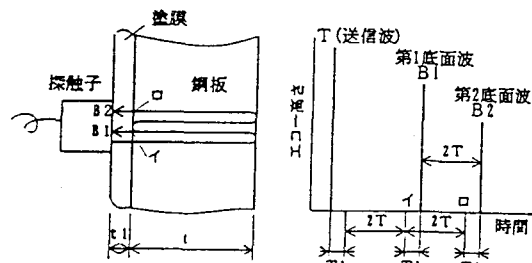 塗膜
探触子
鋼板
ロ
B2
B1
イ
t1
t
T(送信波)
第1底面波
B1
第2底面波
B2
エコー高さ
2T
イ
ロ
2T
2T
時間